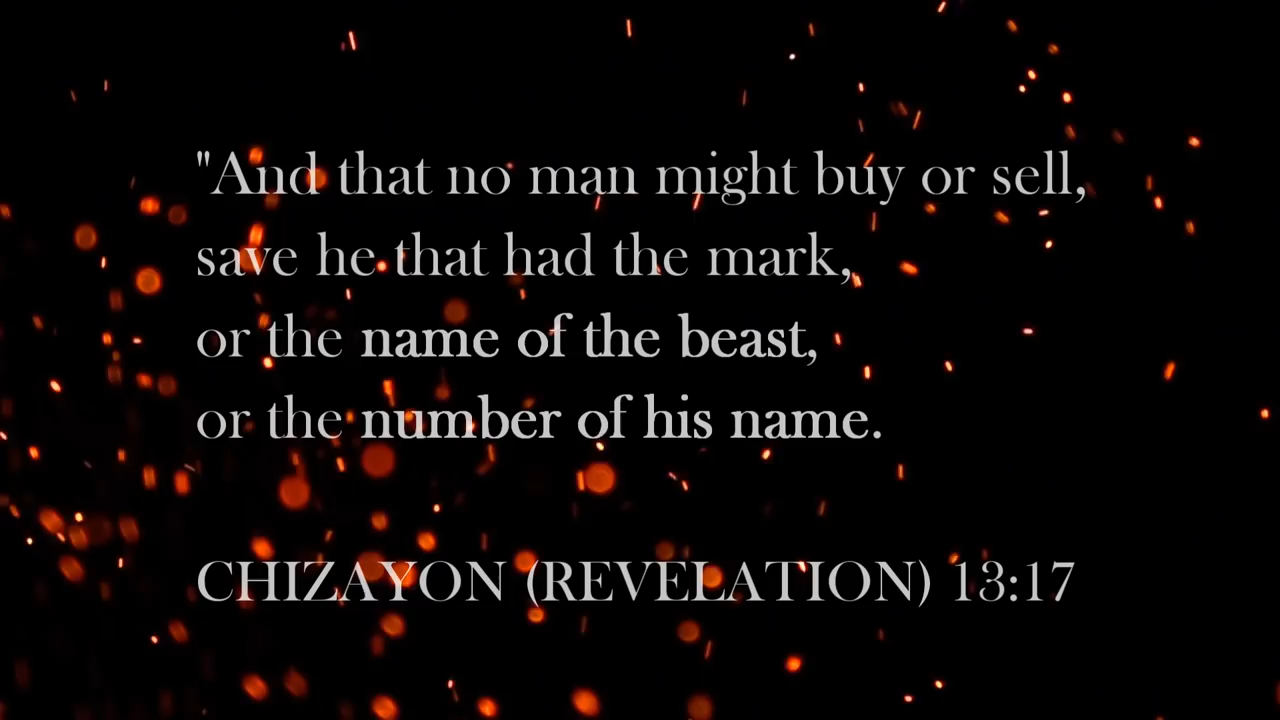 "And that no man might buy or sell,
save he that had the mark,
or the name of the beast,
or the number of his name.
CHIZAYON (REVELATION) 13:17